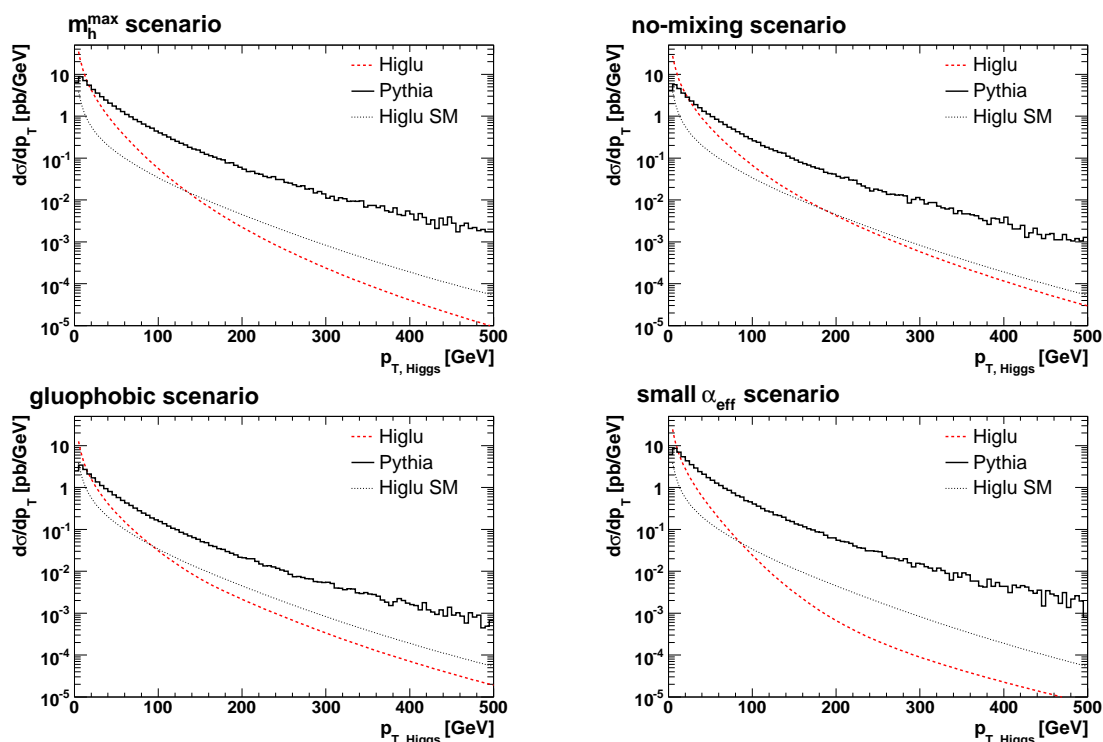 m_h^max scenario
dσ/dp_T [pb/GeV]
Higlu
Pythia
Higlu SM
10
1
10^-1
10^-2
10^-3
10^-4
10^-5
0 100 200 300 400 500
p_T, Higgs [GeV]
no-mixing scenario
dσ/dp_T [pb/GeV]
Higlu
Pythia
Higlu SM
10
1
10^-1
10^-2
10^-3
10^-4
10^-5
0 100 200 300 400 500
p_T, Higgs [GeV]
gluophobic scenario
dσ/dp_T [pb/GeV]
Higlu
Pythia
Higlu SM
10
1
10^-1
10^-2
10^-3
10^-4
10^-5
0 100 200 300 400 500
p_T, Higgs [GeV]
small α_eff scenario
dσ/dp_T [pb/GeV]
Higlu
Pythia
Higlu SM
10
1
10^-1
10^-2
10^-3
10^-4
10^-5
0 100 200 300 400 500
p_T, Higgs [GeV]